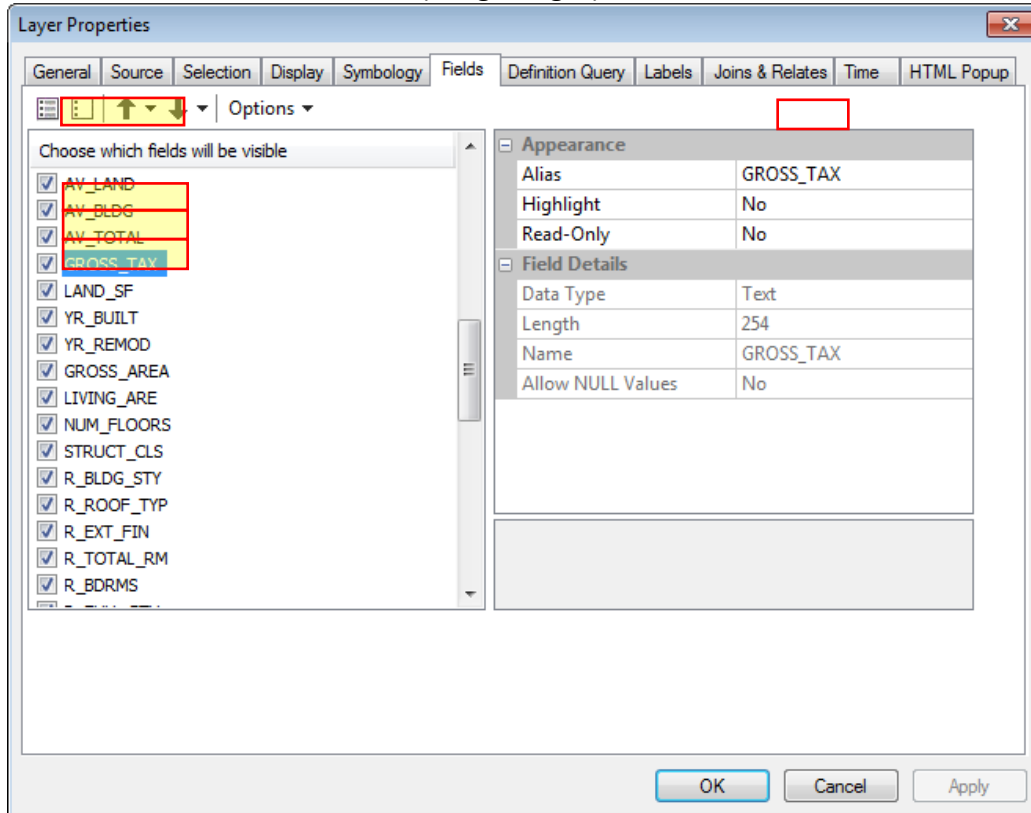 Layer Properties
General Source Selection Display Symbology Fields Definition Query Labels Joins & Relates Time HTML Popup
Options
Choose which fields will be visible
AV_LAND
AV_BLDG
AV_TOTAL
GROSS_TAX
LAND_SF
YR_BUILT
YR_REMOD
GROSS_AREA
LIVING_ARE
NUM_FLOORS
STRUCT_CLS
R_BLDG_STY
R_ROOF_TYP
R_EXT_FIN
R_TOTAL_RM
R_BDRMS
Appearance
Alias GROSS_TAX
Highlight No
Read-Only No
Field Details
Data Type Text
Length 254
Name GROSS_TAX
Allow NULL Values No
OK Cancel Apply